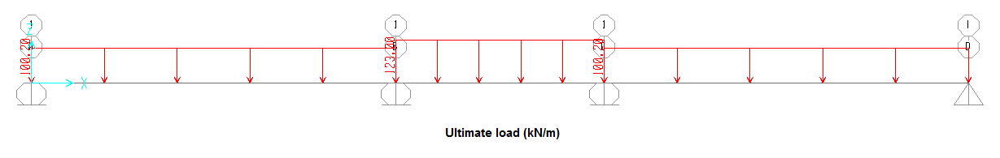 1 1 1 1
Z D
100.20 123.20 100.20
X
Ultimate load (kN/m)